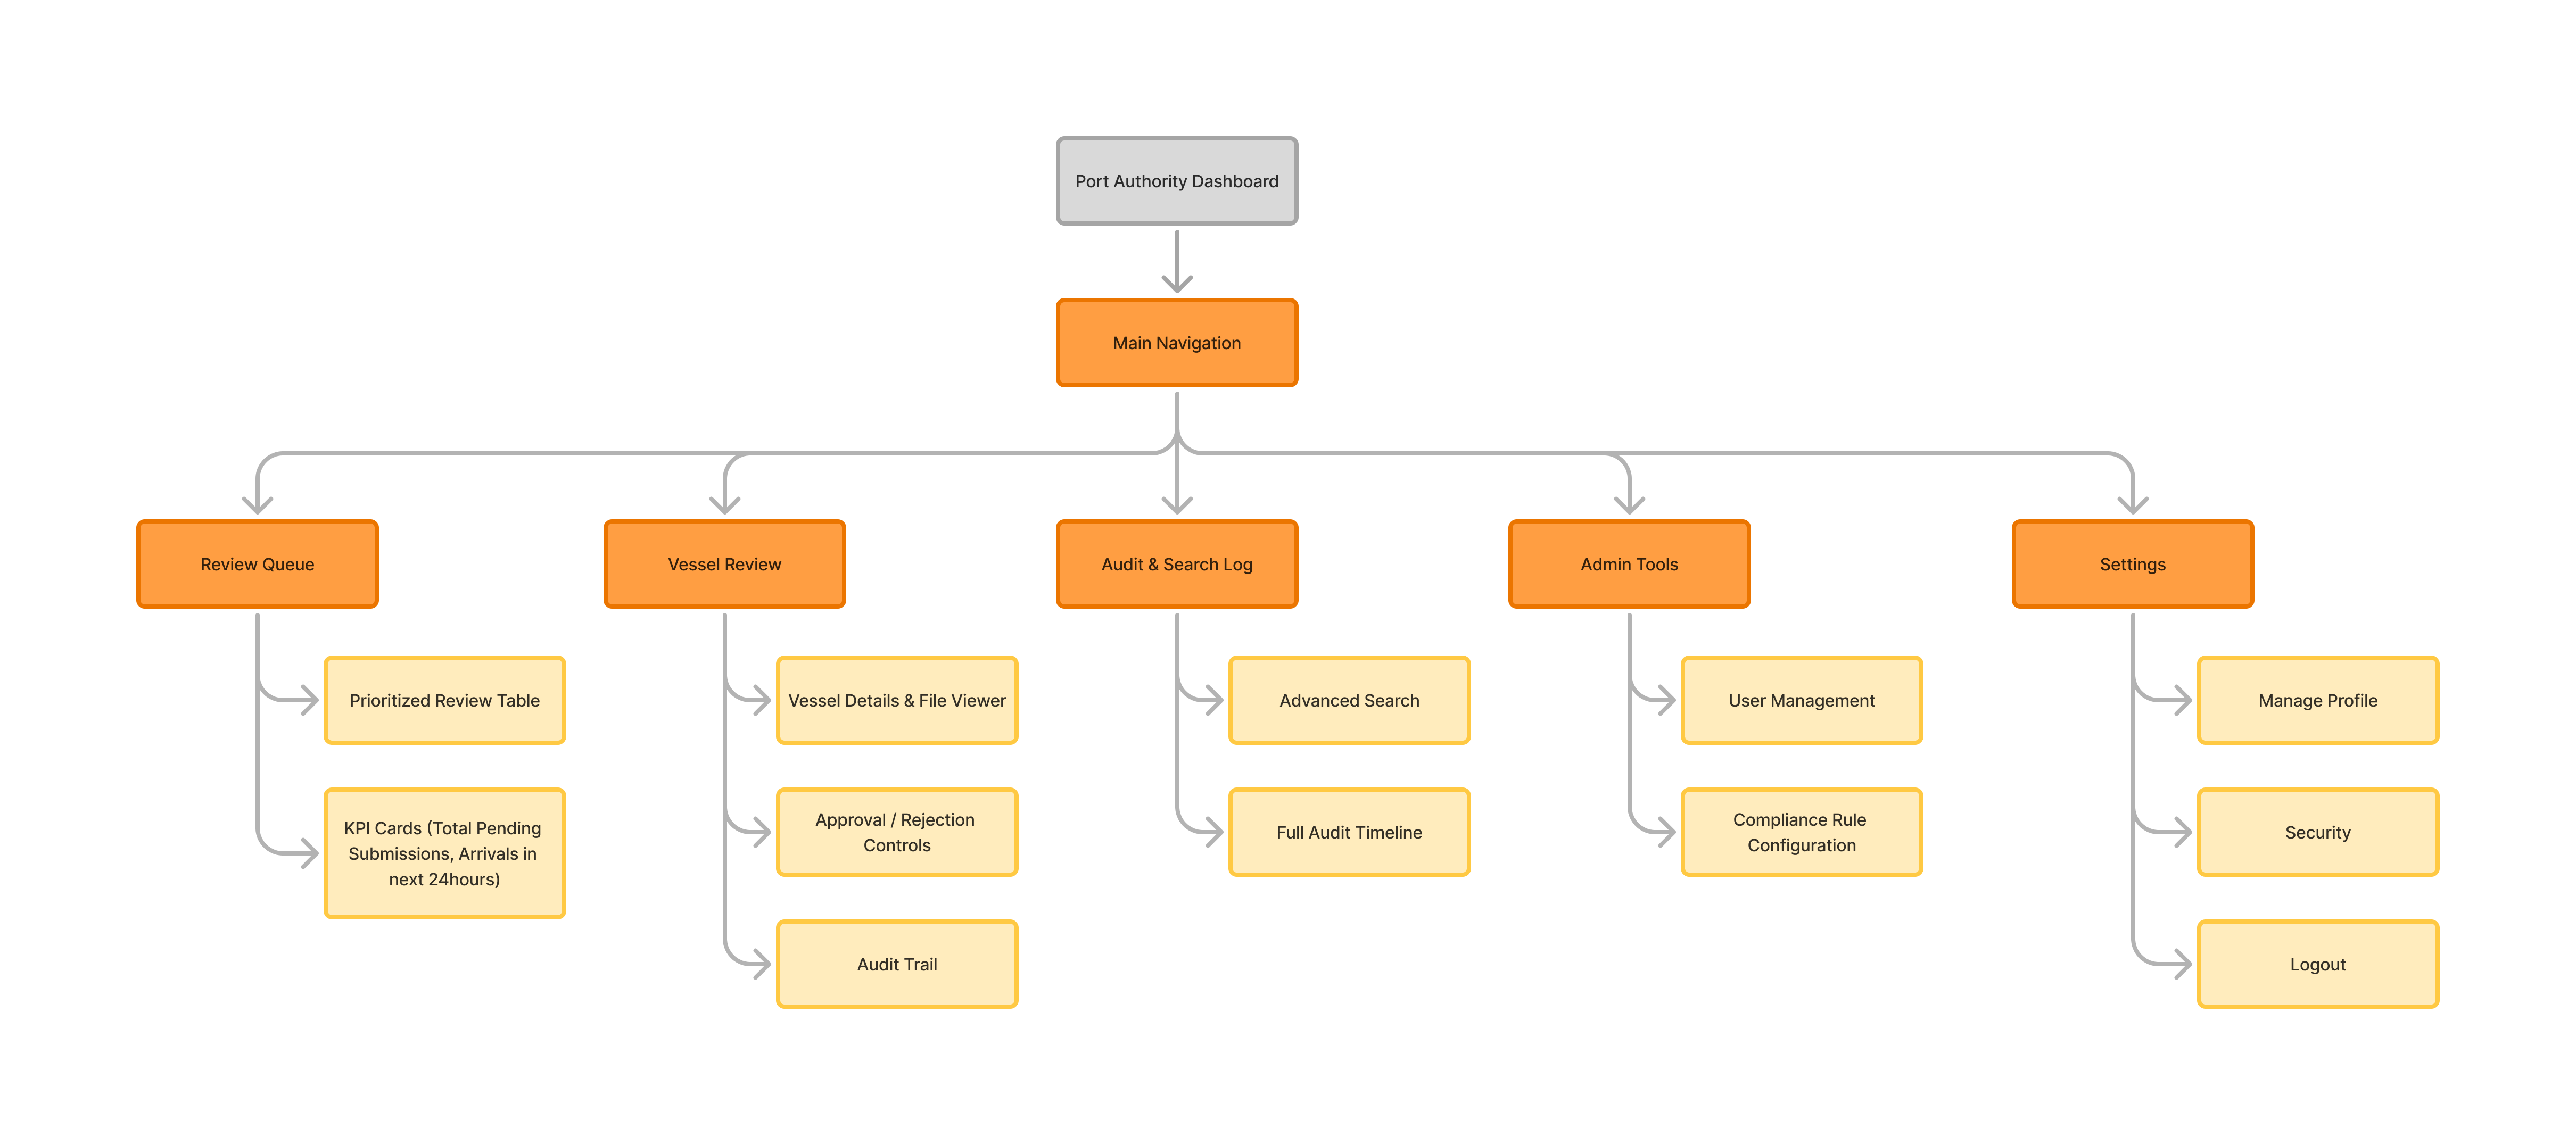 Port Authority Dashboard
Main Navigation
Review Queue
Vessel Review
Audit & Search Log
Admin Tools
Settings
Prioritized Review Table
Vessel Details & File Viewer
Advanced Search
User Management
Manage Profile
KPI Cards (Total Pending
Submissions, Arrivals in
next 24hours)
Approval / Rejection
Controls
Full Audit Timeline
Compliance Rule
Configuration
Security
Audit Trail
Logout